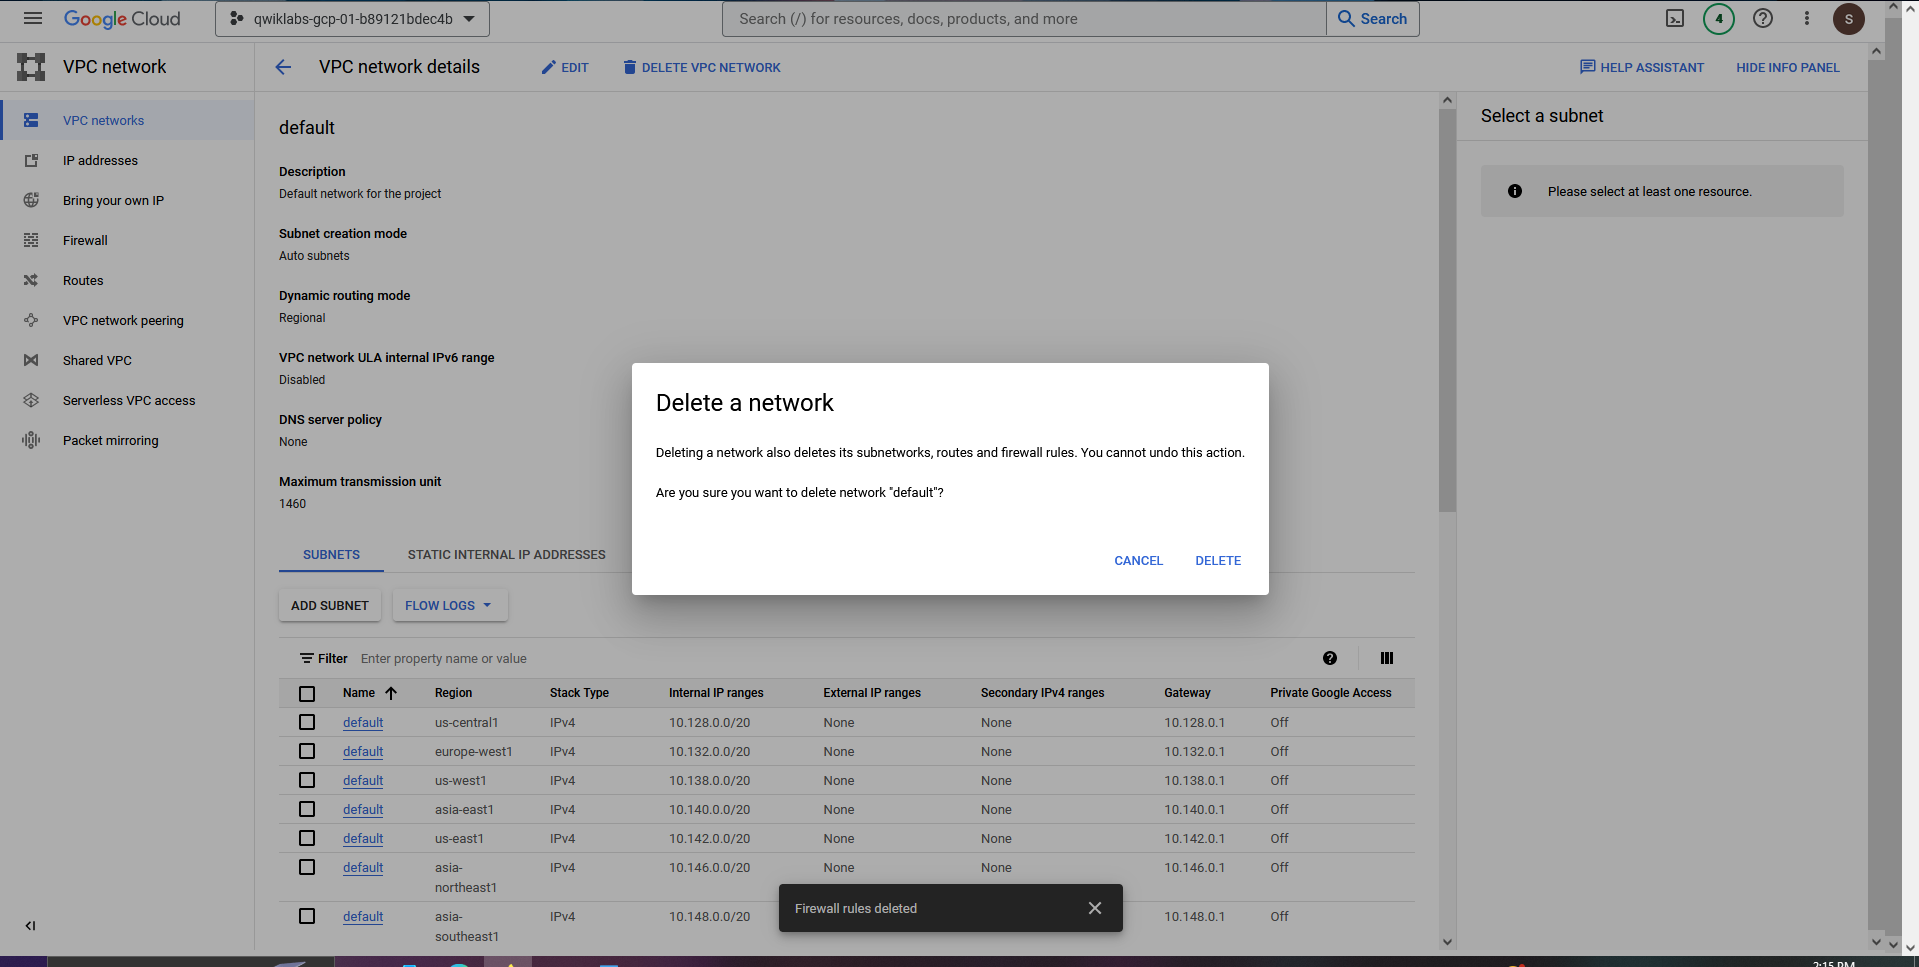 Google Cloud
qwiklabs-gcp-01-b89121bdec4b
Search (/) for resources, docs, products, and more
Search
4
S
VPC network
VPC network details
EDIT
DELETE VPC NETWORK
HELP ASSISTANT
HIDE INFO PANEL
VPC networks
IP addresses
Bring your own IP
Firewall
Routes
VPC network peering
Shared VPC
Serverless VPC access
Packet mirroring
default
Description
Default network for the project
Subnet creation mode
Auto subnets
Dynamic routing mode
Regional
VPC network ULA internal IPv6 range
Disabled
DNS server policy
None
Maximum transmission unit
1460
Select a subnet
Please select at least one resource.
Delete a network
Deleting a network also deletes its subnetworks, routes and firewall rules. You cannot undo this action.
Are you sure you want to delete network "default"?
CANCEL DELETE
SUBNETS STATIC INTERNAL IP ADDRESSES
ADD SUBNET FLOW LOGS
Filter Enter property name or value
Name Region Stack Type Internal IP ranges External IP ranges Secondary IPv4 ranges Gateway Private Google Access
default us-central1 IPv4 10.128.0.0/20 None None 10.128.0.1 Off
default europe-west1 IPv4 10.132.0.0/20 None None 10.132.0.1 Off
default us-west1 IPv4 10.138.0.0/20 None None 10.138.0.1 Off
default asia-east1 IPv4 10.140.0.0/20 None None 10.140.0.1 Off
default us-east1 IPv4 10.142.0.0/20 None None 10.142.0.1 Off
default asia- IPv4 10.146.0.0/20 None None 10.146.0.1 Off
northeast1
default asia- IPv4 10.148.0.0/20 10.148.0.1 Off
southeast1
Firewall rules deleted
2:15 PM